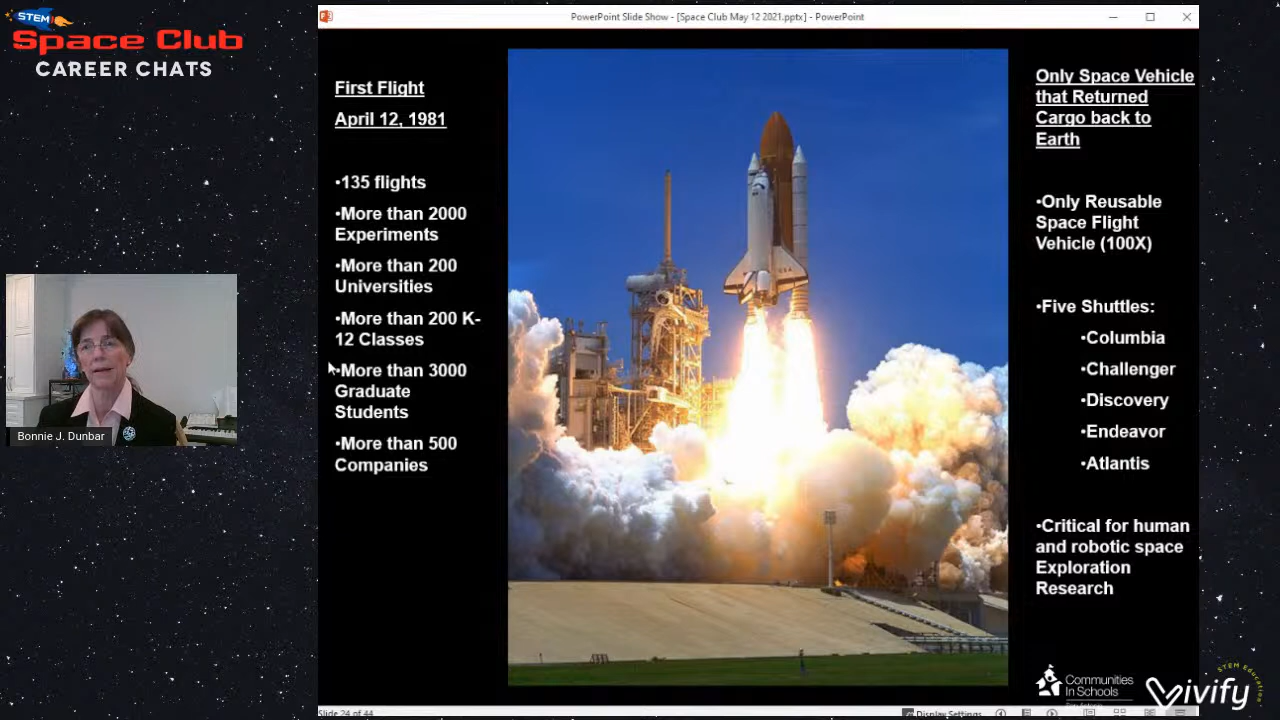 STEM
Space Club
CAREER CHATS
PowerPoint Slide Show - [Space Club May 12 2021.pptx] - PowerPoint
First Flight
April 12, 1981
•135 flights
•More than 2000
Experiments
•More than 200
Universities
•More than 200 K-
12 Classes
•More than 3000
Graduate
Students
•More than 500
Companies
USA
Only Space Vehicle
that Returned
Cargo back to
Earth
•Only Reusable
Space Flight
Vehicle (100X)
•Five Shuttles:
•Columbia
•Challenger
•Discovery
•Endeavor
•Atlantis
•Critical for human
and robotic space
Exploration
Research
Bonnie J. Dunbar
Communities
In Schools
STEM Education
Vivify
Slide 24 of 44
Display Settings